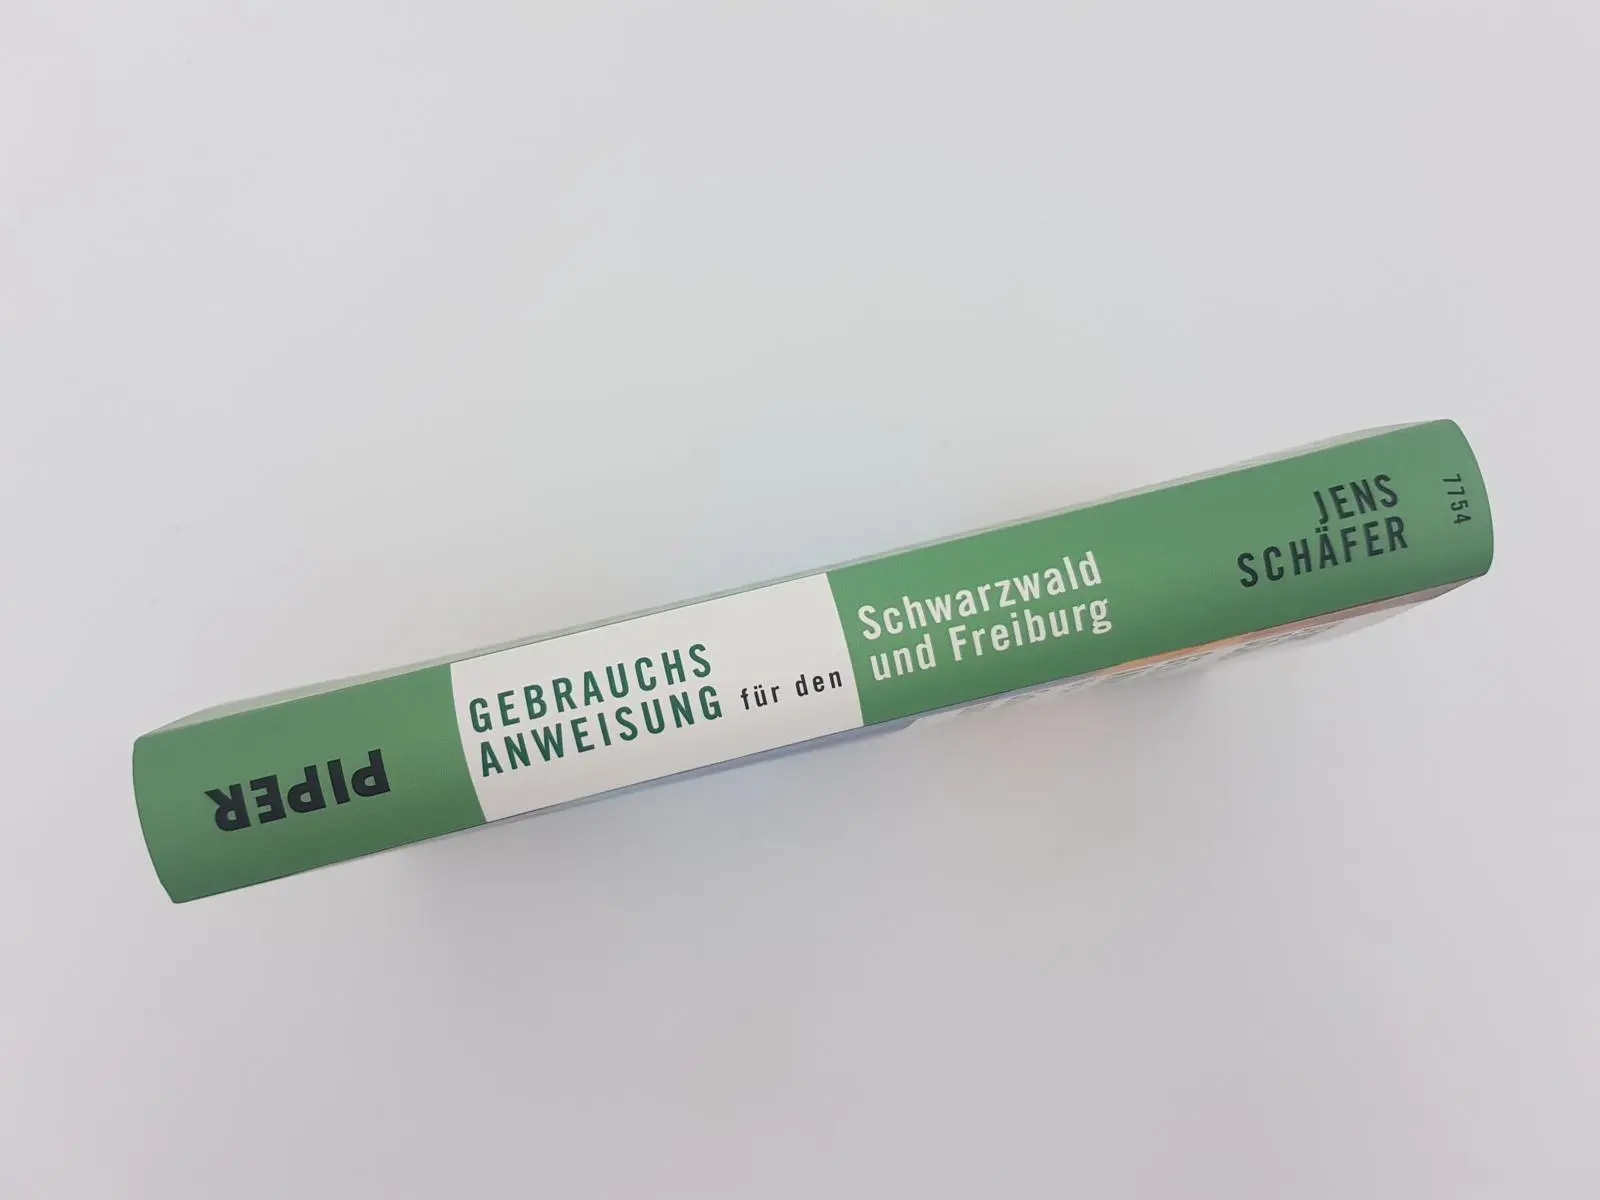 PIPER
GEBRAUCHS
ANWEISUNG für den
Schwarzwald
und Freiburg
JENS
SCHÄFER
7754